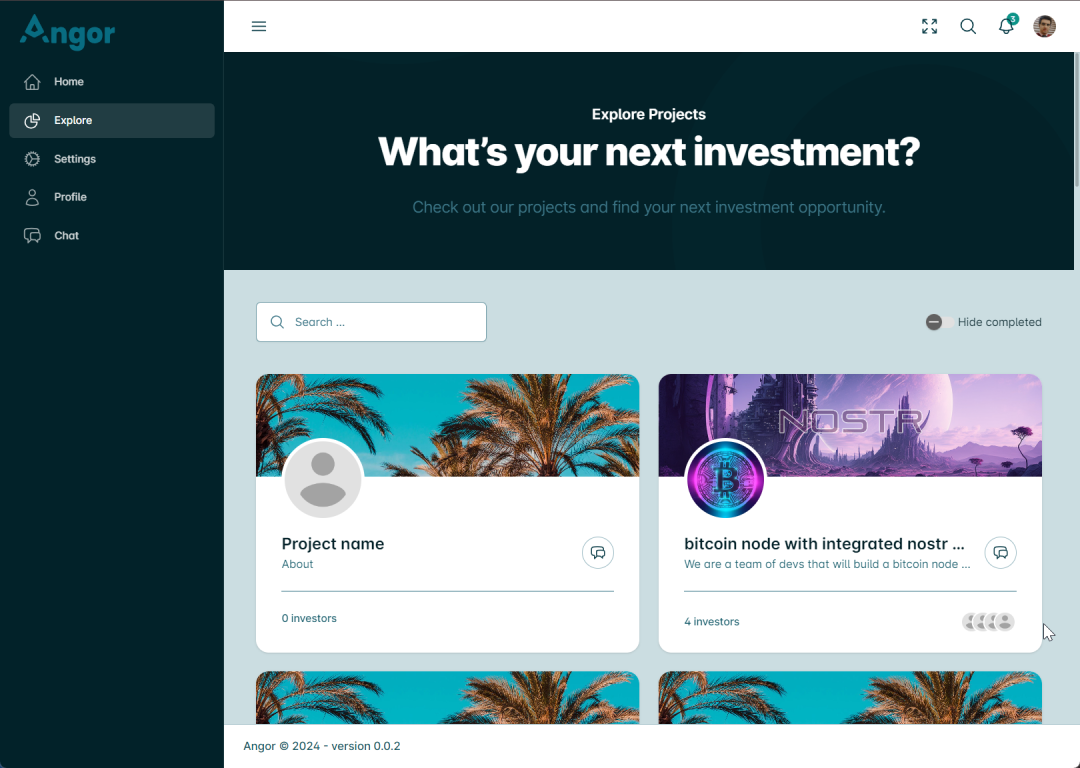 Angor
Home
Explore
Settings
Profile
Chat
3
Explore Projects
What's your next investment?
Check out our projects and find your next investment opportunity.
Search ...
Hide completed
Project name
About
0 investors
NOSTR
bitcoin node with integrated nostr ...
We are a team of devs that will build a bitcoin node ...
4 investors
Angor © 2024 - version 0.0.2